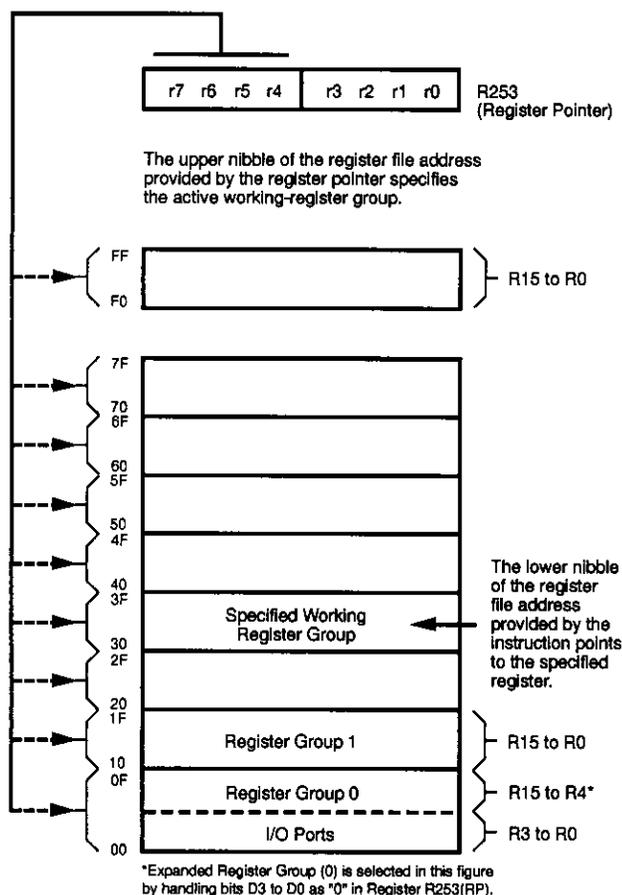 r7 r6 r5 r4 r3 r2 r1 r0
R253
(Register Pointer)
The upper nibble of the register file address
provided by the register pointer specifies
the active working-register group.
FF
F0
R15 to R0
7F
70
6F
60
5F
50
4F
40
3F
Specified Working
Register Group
The lower nibble
of the register
file address
provided by the
instruction points
to the specified
register.
30
2F
20
1F
Register Group 1
R15 to R0
10
0F
Register Group 0
R15 to R4*
I/O Ports
R3 to R0
00
*Expanded Register Group (0) is selected in this figure
by handling bits D3 to D0 as "0" in Register R253(RP).